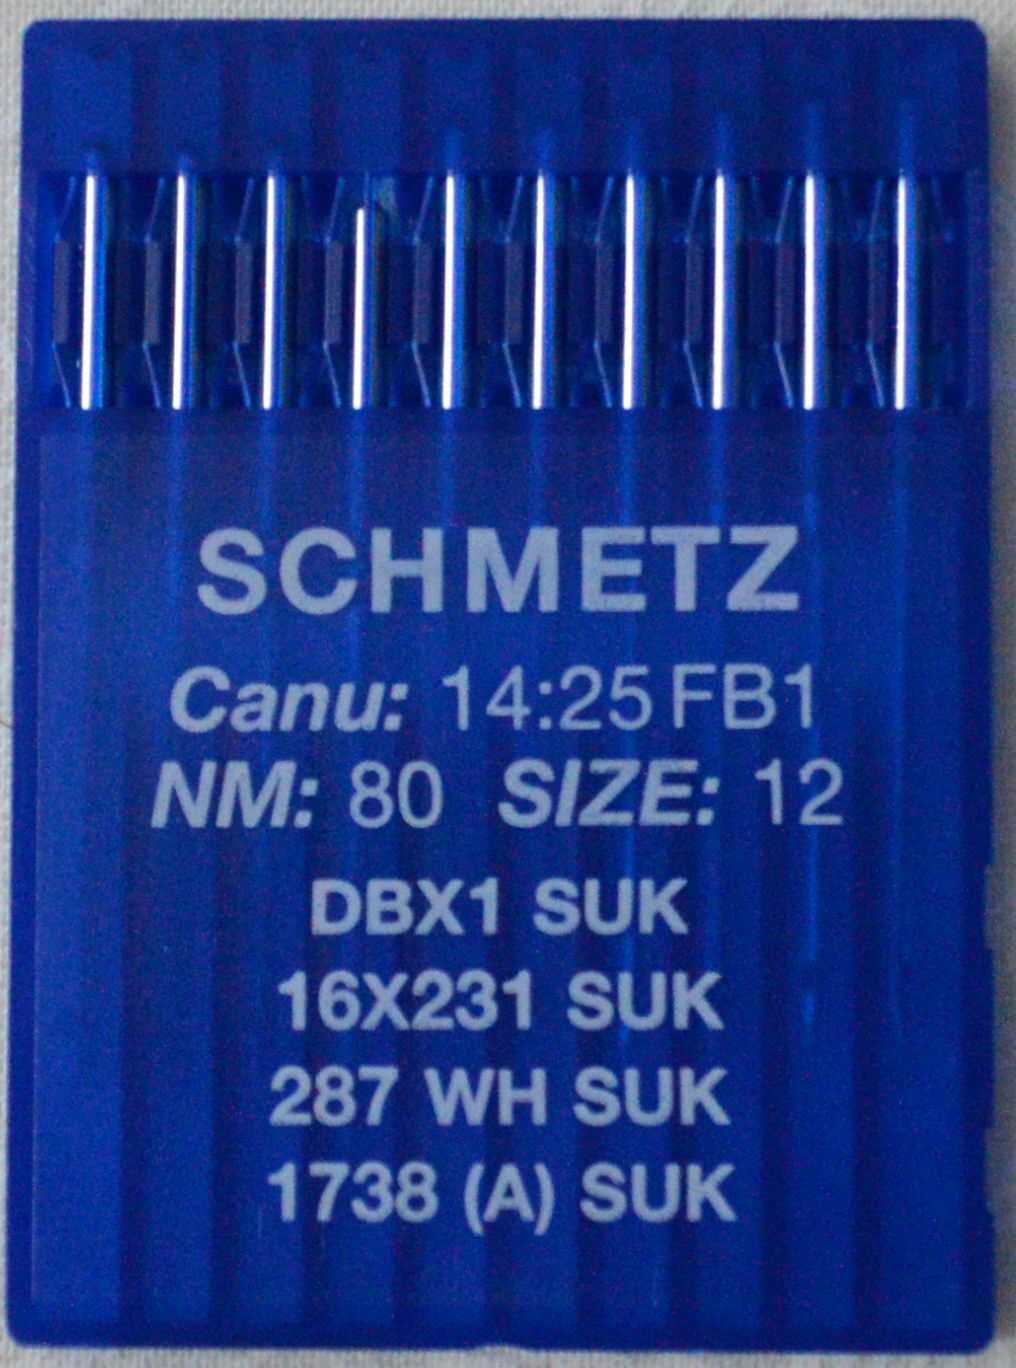 SCHMETZ
Canu: 14:25 FB1
NM: 80 SIZE: 12
DBX1 SUK
16X231 SUK
287 WH SUK
1738 (A) SUK